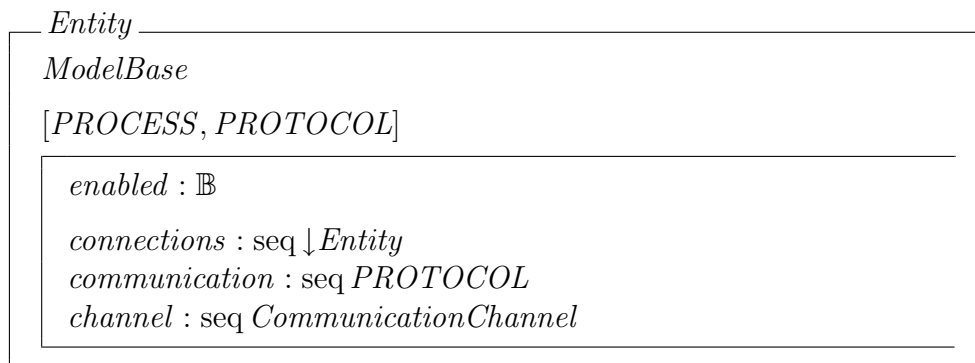 Entity
ModelBase
[PROCESS, PROTOCOL]
enabled : 𝔹
connections : seq ↓Entity
communication : seq PROTOCOL
channel : seq CommunicationChannel